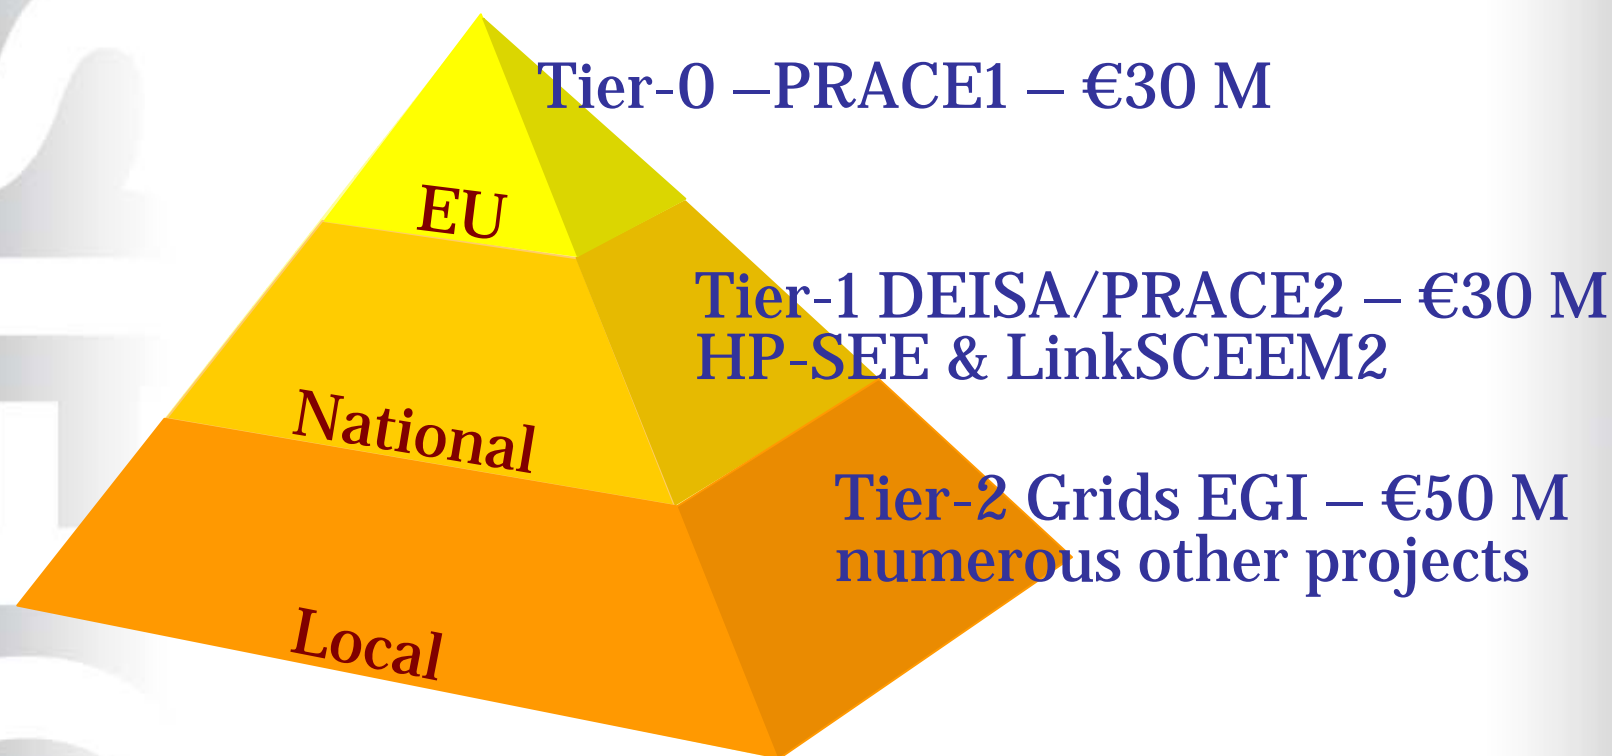 Tier-0 –PRACE1 – €30 M
EU
Tier-1 DEISA/PRACE2 – €30 M
HP-SEE & LinkSCEEM2
National
Tier-2 Grids EGI – €50 M
numerous other projects
Local